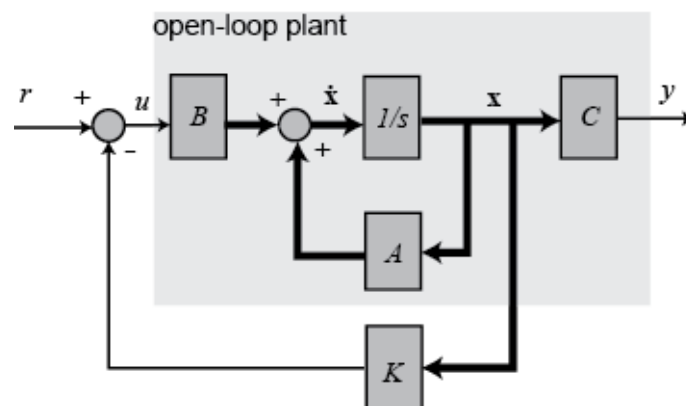 open-loop plant
r + u B + ẋ 1/s x C y
- +
A
K